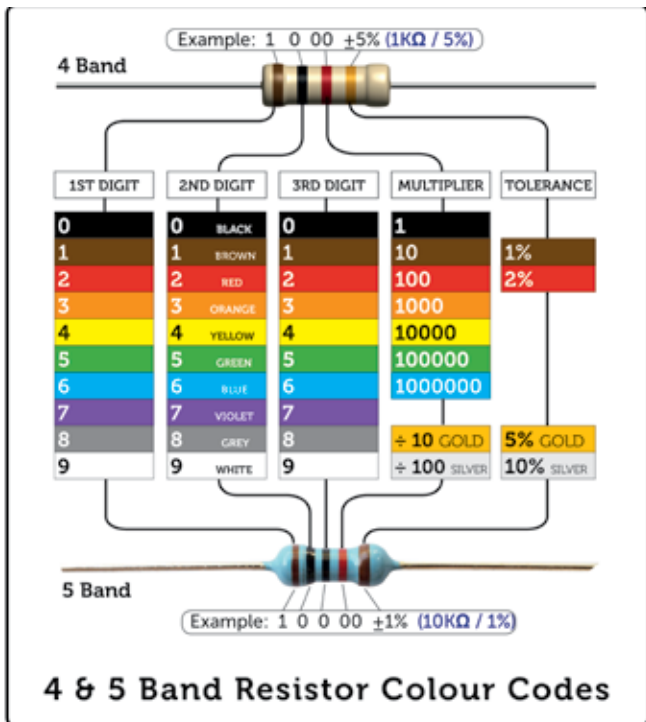 Example: 1 0 00 ±5% (1KΩ / 5%)
4 Band
1ST DIGIT 2ND DIGIT 3RD DIGIT MULTIPLIER TOLERANCE
0 0 BLACK 0 1
1 1 BROWN 1 10 1%
2 2 RED 2 100 2%
3 3 ORANGE 3 1000
4 4 YELLOW 4 10000
5 5 GREEN 5 100000
6 6 BLUE 6 1000000
7 7 VIOLET 7
8 8 GREY 8 ÷ 10 GOLD 5% GOLD
9 9 WHITE 9 ÷ 100 SILVER 10% SILVER
5 Band
Example: 1 0 0 00 ±1% (10KΩ / 1%)
4 & 5 Band Resistor Colour Codes